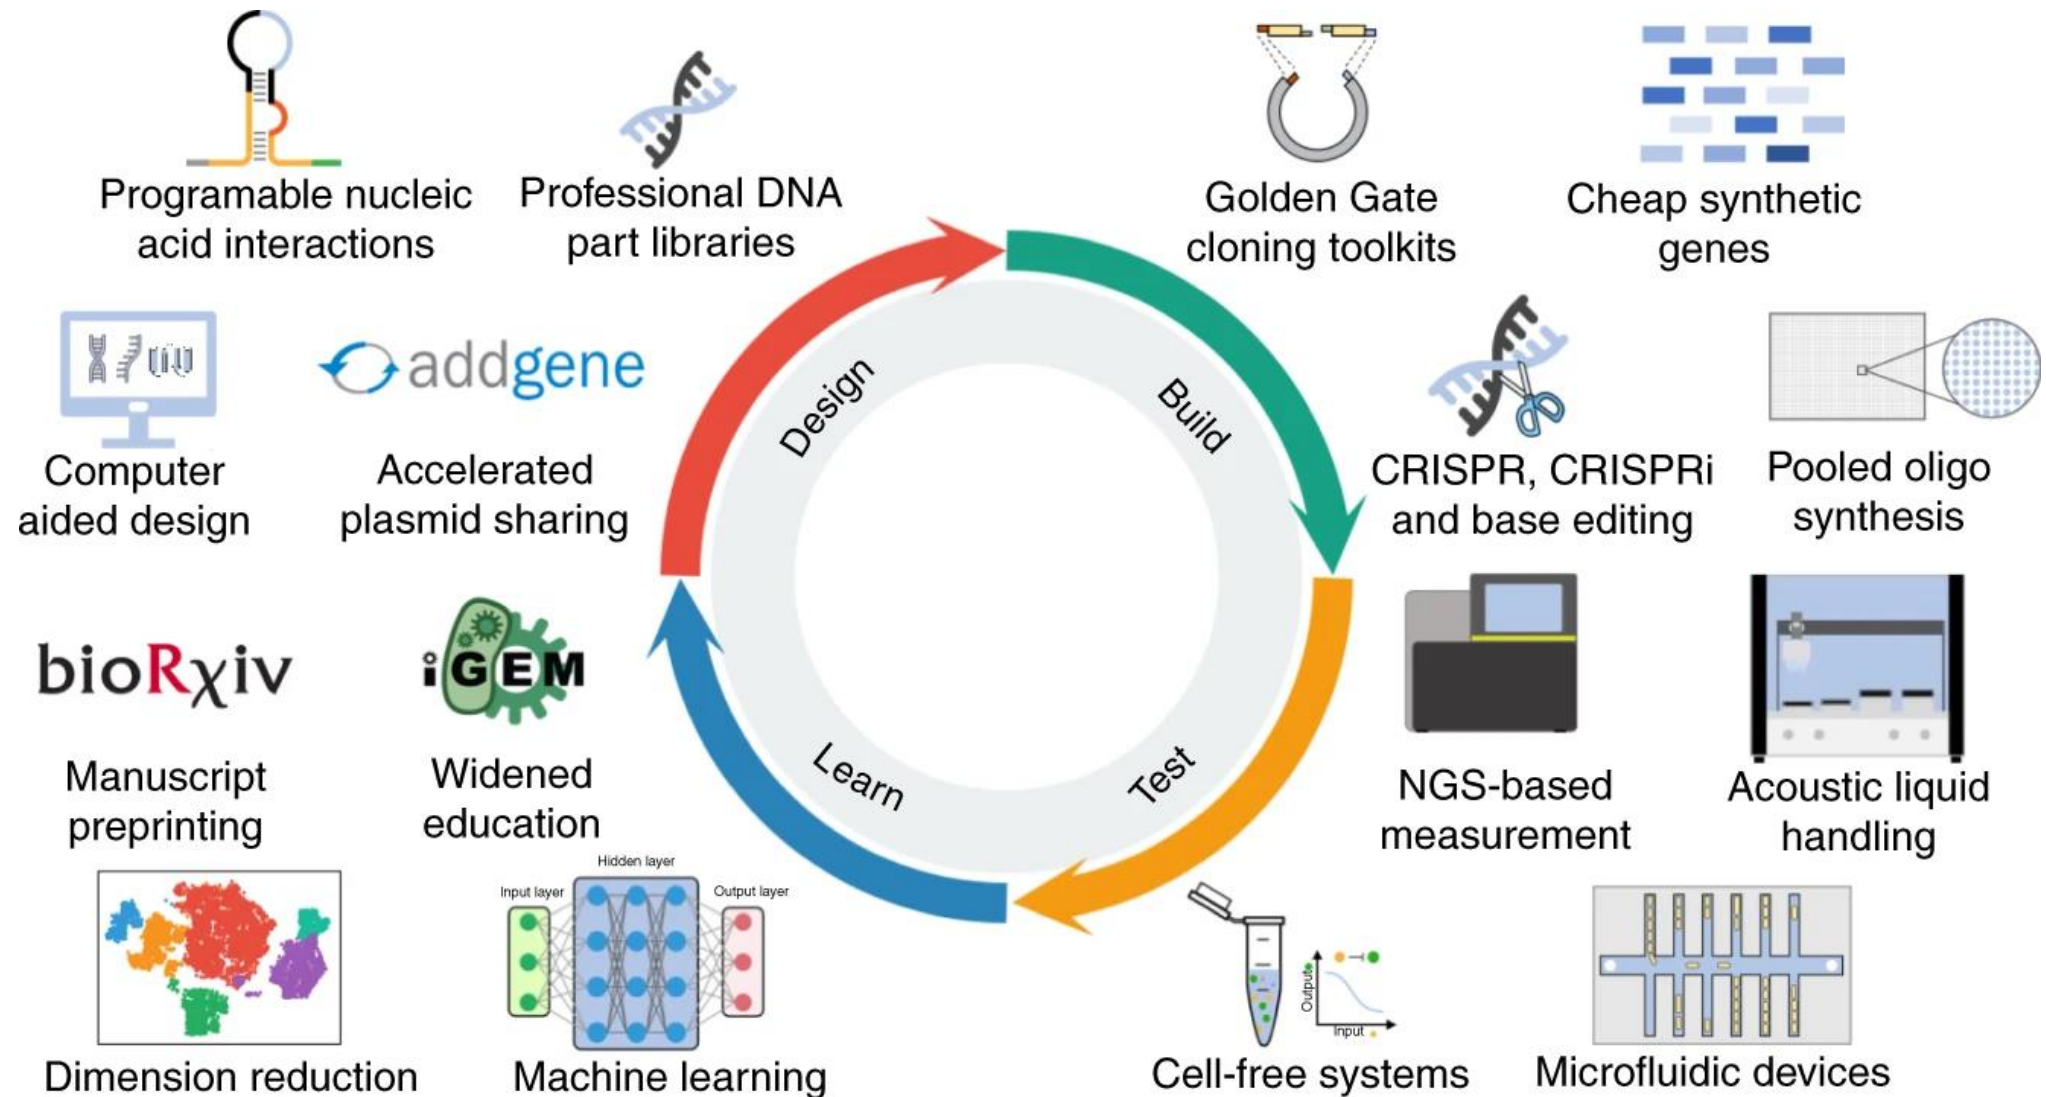 Programable nucleic
acid interactions
Professional DNA
part libraries
Computer
aided design
addgene
Accelerated
plasmid sharing
Design
Golden Gate
cloning toolkits
Cheap synthetic
genes
CRISPR, CRISPRi
and base editing
Pooled oligo
synthesis
Build
NGS-based
measurement
Acoustic liquid
handling
Cell-free systems
Output
Input
Microfluidic devices
Test
bioRχiv
Manuscript
preprinting
iGEM
Widened
education
Dimension reduction
Input layer
Hidden layer
Output layer
Machine learning
Learn